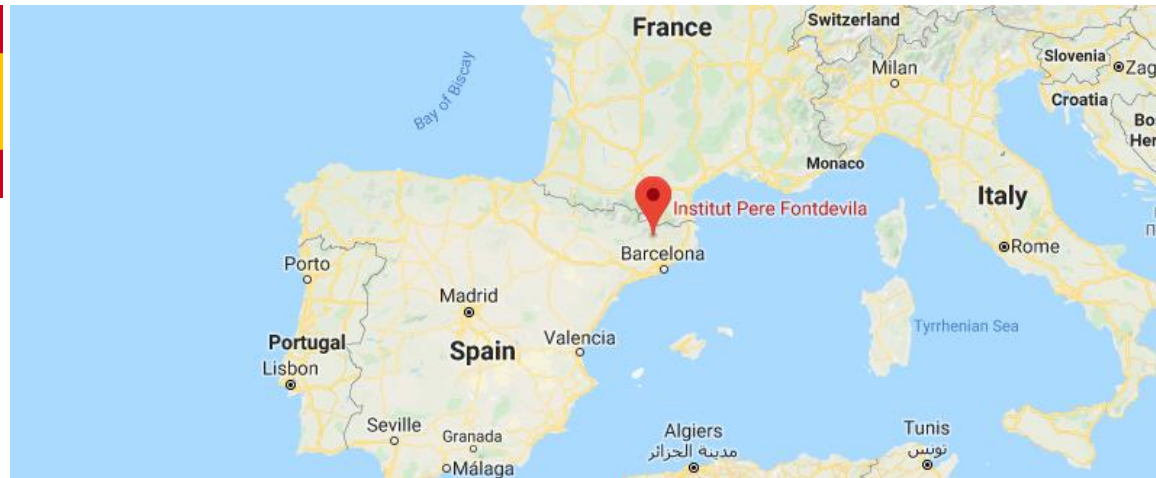 France
Switzerland
Slovenia
Zag
Milan
Croatia
Bay of Biscay
Bos
Her
Monaco
Institut Pere Fontdevila
Italy
Barcelona
Rome
Porto
Madrid
Tyrrhenian Sea
Portugal
Spain
Valencia
Lisbon
Seville
Granada
Málaga
Algiers
مدينة الجزائر
Tunis
تونس